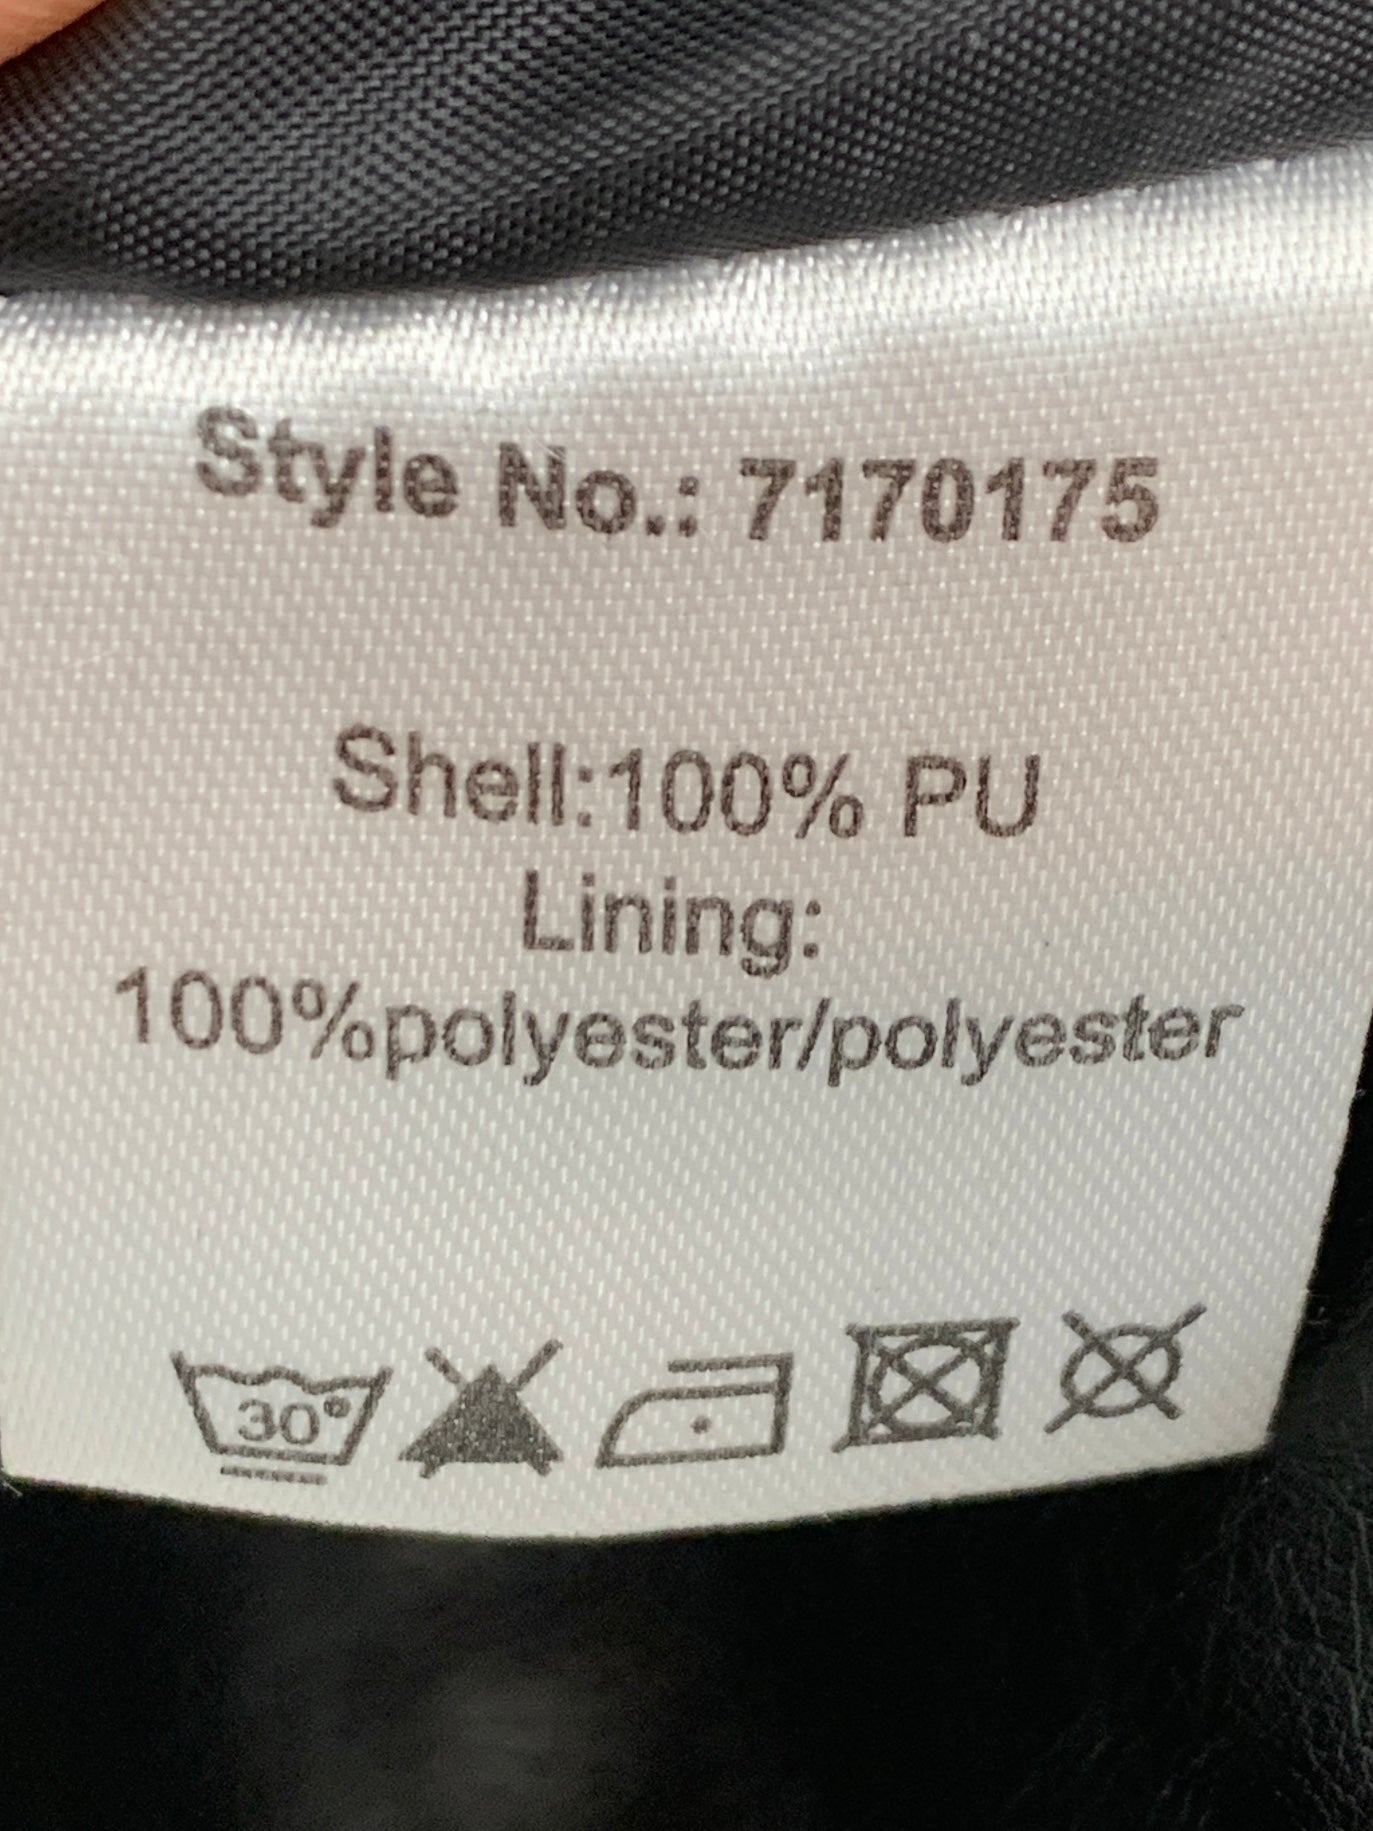 Style No.: 7170175
Shell:100% PU
Lining:
100%polyester/polyester
30°